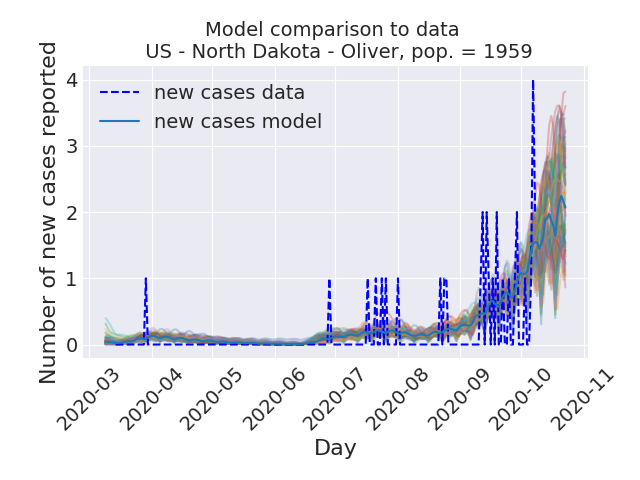 Model comparison to data
US - North Dakota - Oliver, pop. = 1959
Number of new cases reported
4
3
2
1
0
new cases data
new cases model
2020-03
2020-04
2020-05
2020-06
2020-07
2020-08
2020-09
2020-10
2020-11
Day